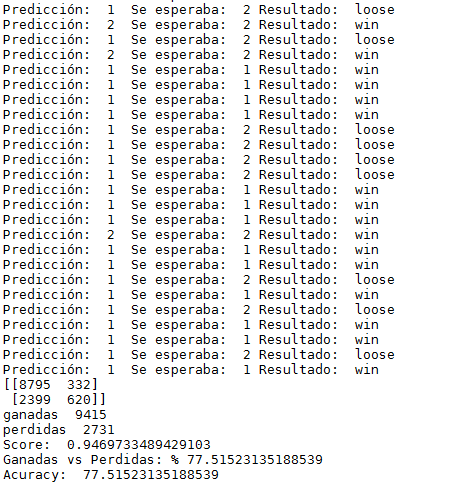 Predicción:  1  Se esperaba:  2 Resultado:  loose
Predicción:  2  Se esperaba:  2 Resultado:  win
Predicción:  1  Se esperaba:  2 Resultado:  loose
Predicción:  2  Se esperaba:  2 Resultado:  win
Predicción:  1  Se esperaba:  1 Resultado:  win
Predicción:  1  Se esperaba:  1 Resultado:  win
Predicción:  1  Se esperaba:  1 Resultado:  win
Predicción:  1  Se esperaba:  1 Resultado:  win
Predicción:  1  Se esperaba:  2 Resultado:  loose
Predicción:  1  Se esperaba:  2 Resultado:  loose
Predicción:  1  Se esperaba:  2 Resultado:  loose
Predicción:  1  Se esperaba:  2 Resultado:  loose
Predicción:  1  Se esperaba:  1 Resultado:  win
Predicción:  1  Se esperaba:  1 Resultado:  win
Predicción:  1  Se esperaba:  1 Resultado:  win
Predicción:  2  Se esperaba:  2 Resultado:  win
Predicción:  1  Se esperaba:  1 Resultado:  win
Predicción:  1  Se esperaba:  1 Resultado:  win
Predicción:  1  Se esperaba:  2 Resultado:  loose
Predicción:  1  Se esperaba:  1 Resultado:  win
Predicción:  1  Se esperaba:  2 Resultado:  loose
Predicción:  1  Se esperaba:  1 Resultado:  win
Predicción:  1  Se esperaba:  1 Resultado:  win
Predicción:  1  Se esperaba:  2 Resultado:  loose
Predicción:  1  Se esperaba:  1 Resultado:  win
[[8795  332]
 [2399  620]]
ganadas  9415
perdidas  2731
Score:  0.9469733489429103
Ganadas vs Perdidas: % 77.51523135188539
Acuracy:  77.51523135188539